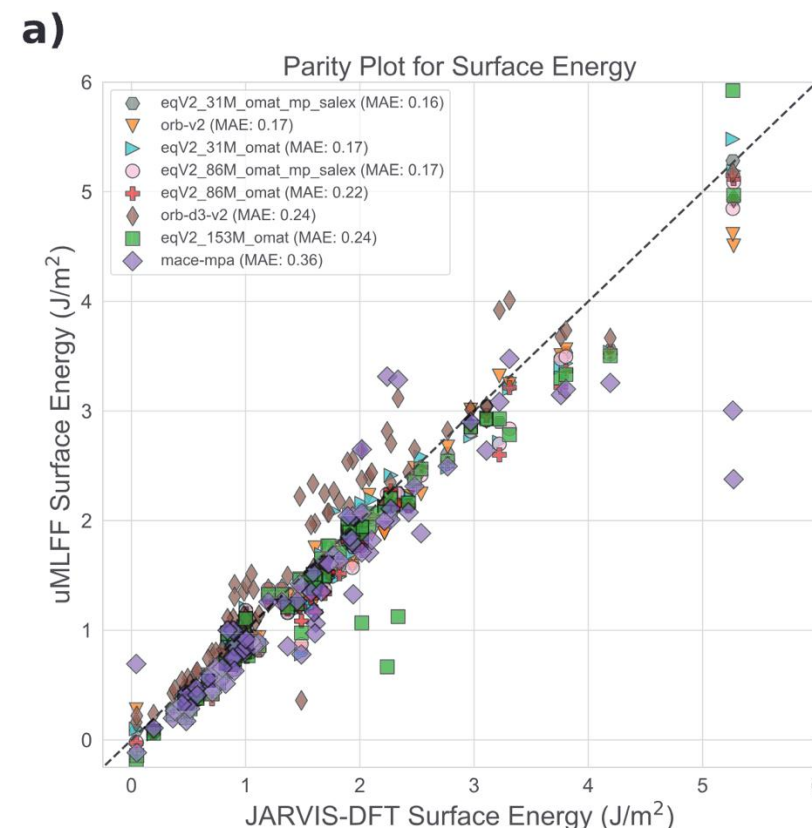 a)
Parity Plot for Surface Energy
eqV2_31M_omat_mp_salex (MAE: 0.16)
orb-v2 (MAE: 0.17)
eqV2_31M_omat (MAE: 0.17)
eqV2_86M_omat_mp_salex (MAE: 0.17)
eqV2_86M_omat (MAE: 0.22)
orb-d3-v2 (MAE: 0.24)
eqV2_153M_omat (MAE: 0.24)
mace-mpa (MAE: 0.36)
uMLFF Surface Energy (J/m²)
6
5
4
3
2
1
0
0 1 2 3 4 5
JARVIS-DFT Surface Energy (J/m²)